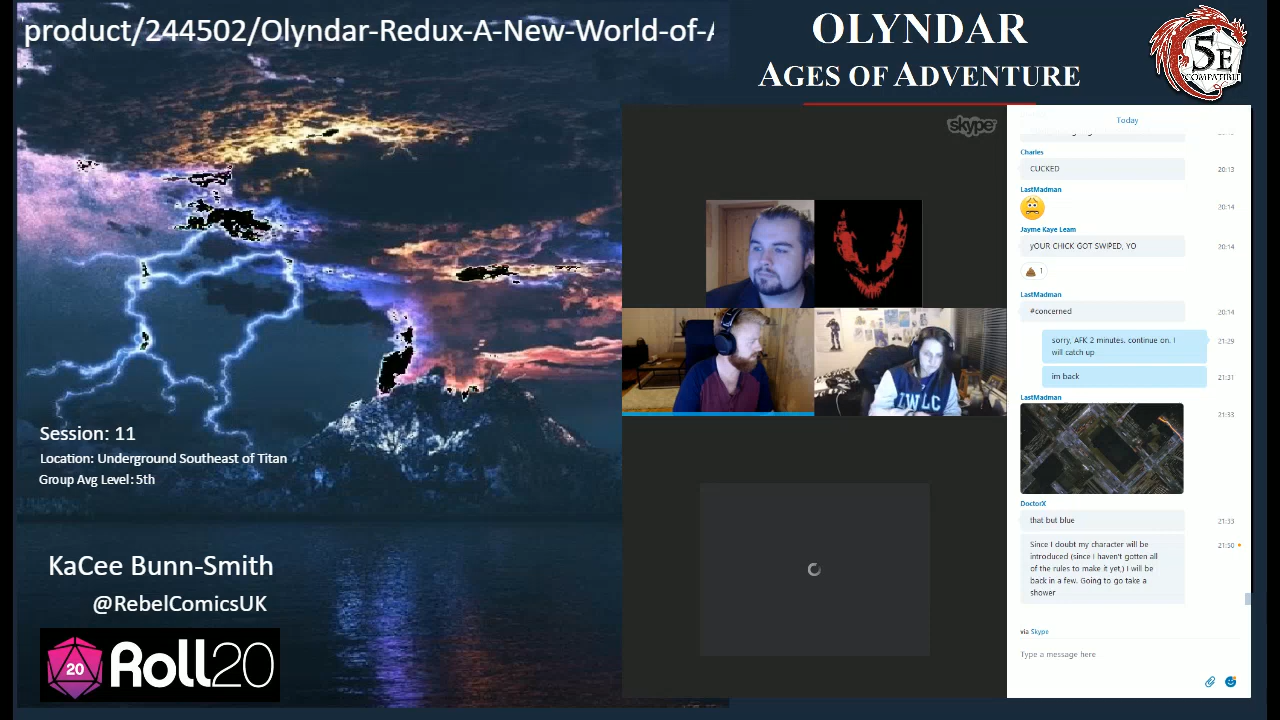 product/244502/Olyndar-Redux-A-New-World-of-A
OLYNDAR
AGES OF ADVENTURE
5E
COMPATIBLE
skype
Today
Charles
CUCKED
20:13
LastMadman
20:14
Jayme Kaye Leam
yOUR CHICK GOT SWIPED, YO
20:14
1
LastMadman
#concerned
20:14
sorry, AFK 2 minutes. continue on. I
will catch up
21:29
im back
21:31
LastMadman
21:33
DoctorX
that but blue
21:33
Since I doubt my character will be
introduced (since I haven't gotten all
of the rules to make it yet,) I will be
back in a few. Going to go take a
shower
21:50
via Skype
Type a message here
ZWLC
Session: 11
Location: Underground Southeast of Titan
Group Avg Level: 5th
KaCee Bunn-Smith
@RebelComicsUK
20
Roll20